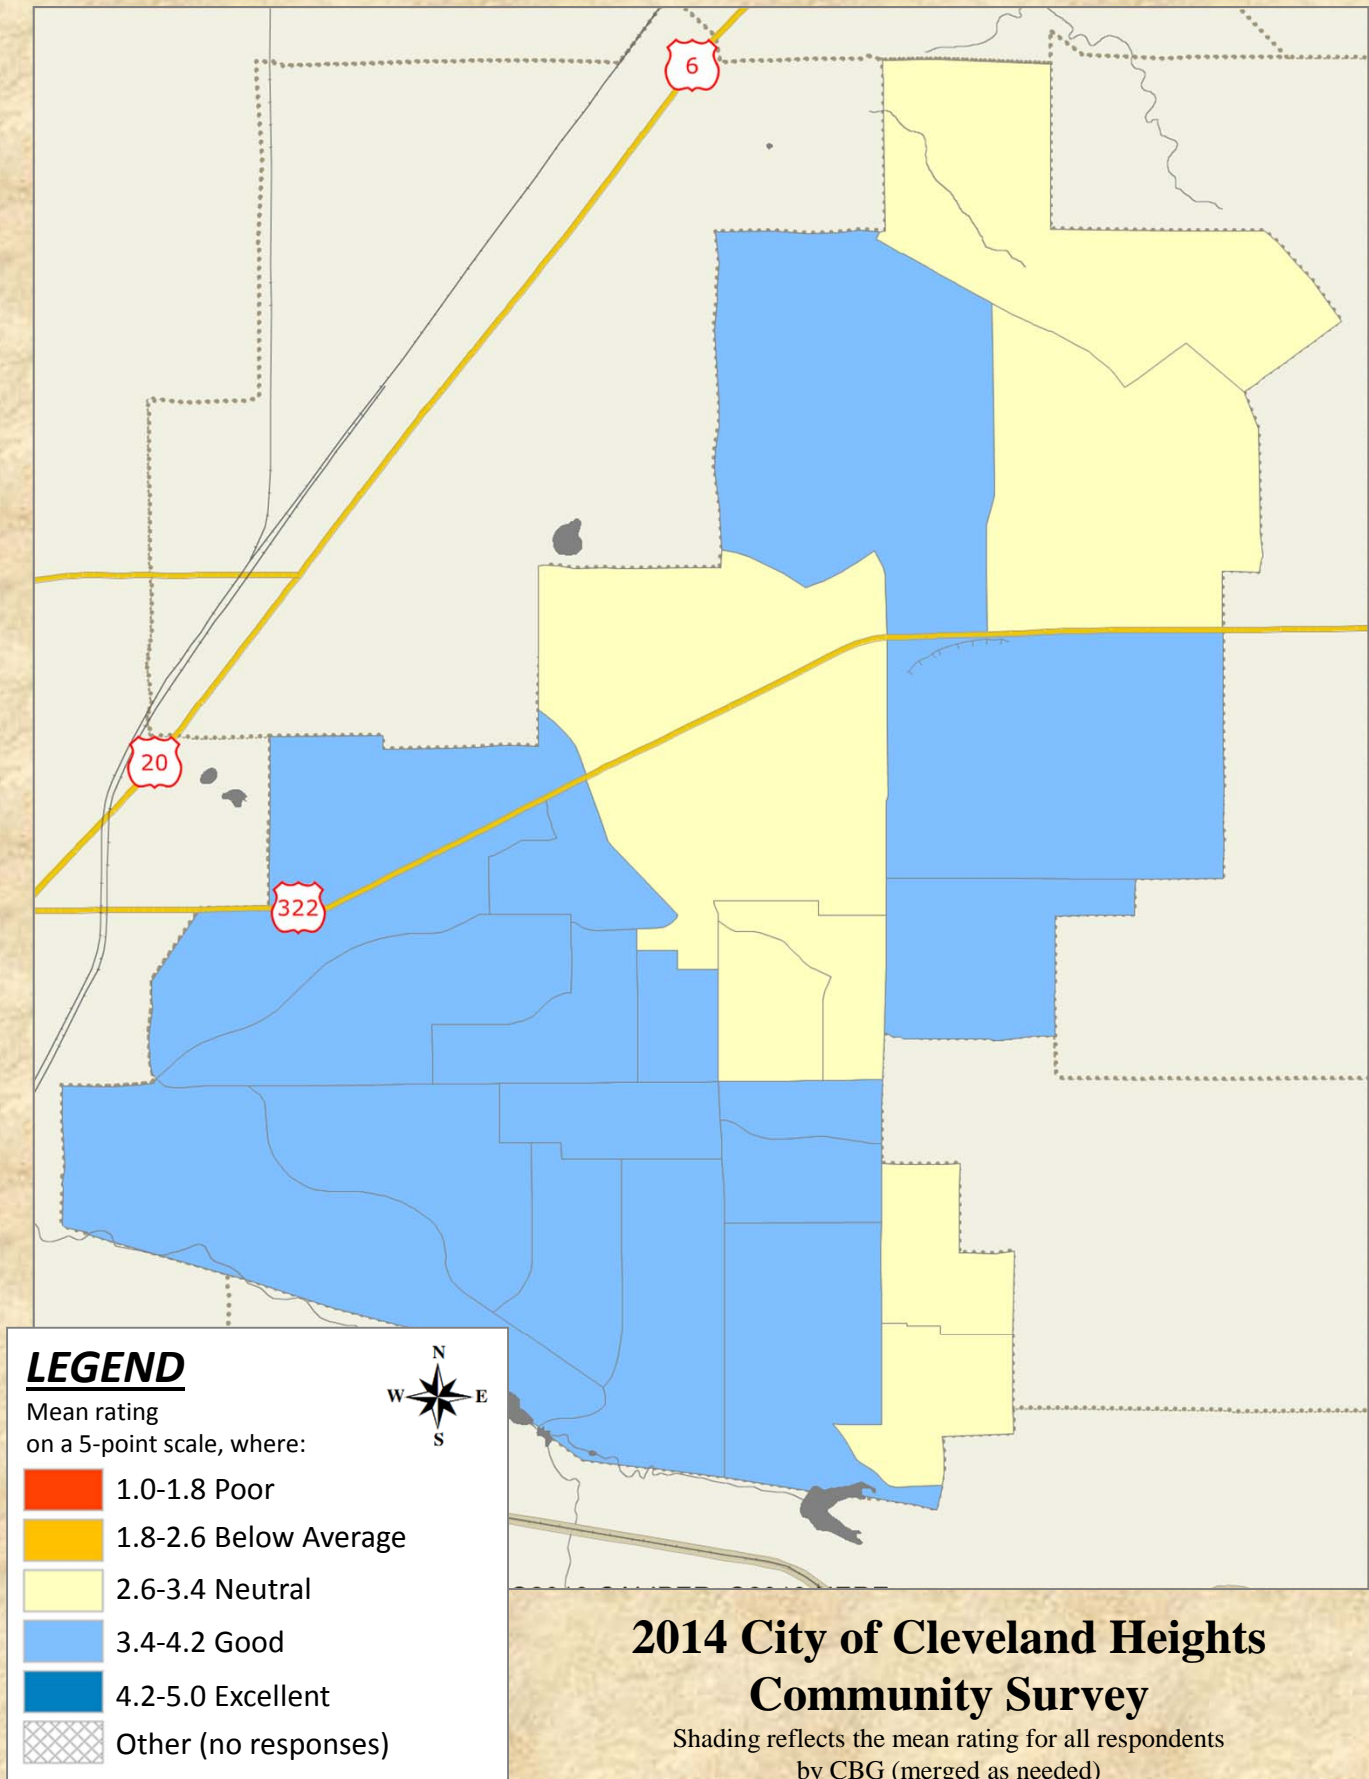 6
20
322
LEGEND
Mean rating
on a 5-point scale, where:
N
W E
S
1.0-1.8 Poor
1.8-2.6 Below Average
2.6-3.4 Neutral
3.4-4.2 Good
4.2-5.0 Excellent
Other (no responses)
2014 City of Cleveland Heights
Community Survey
Shading reflects the mean rating for all respondents
by CBG (merged as needed)